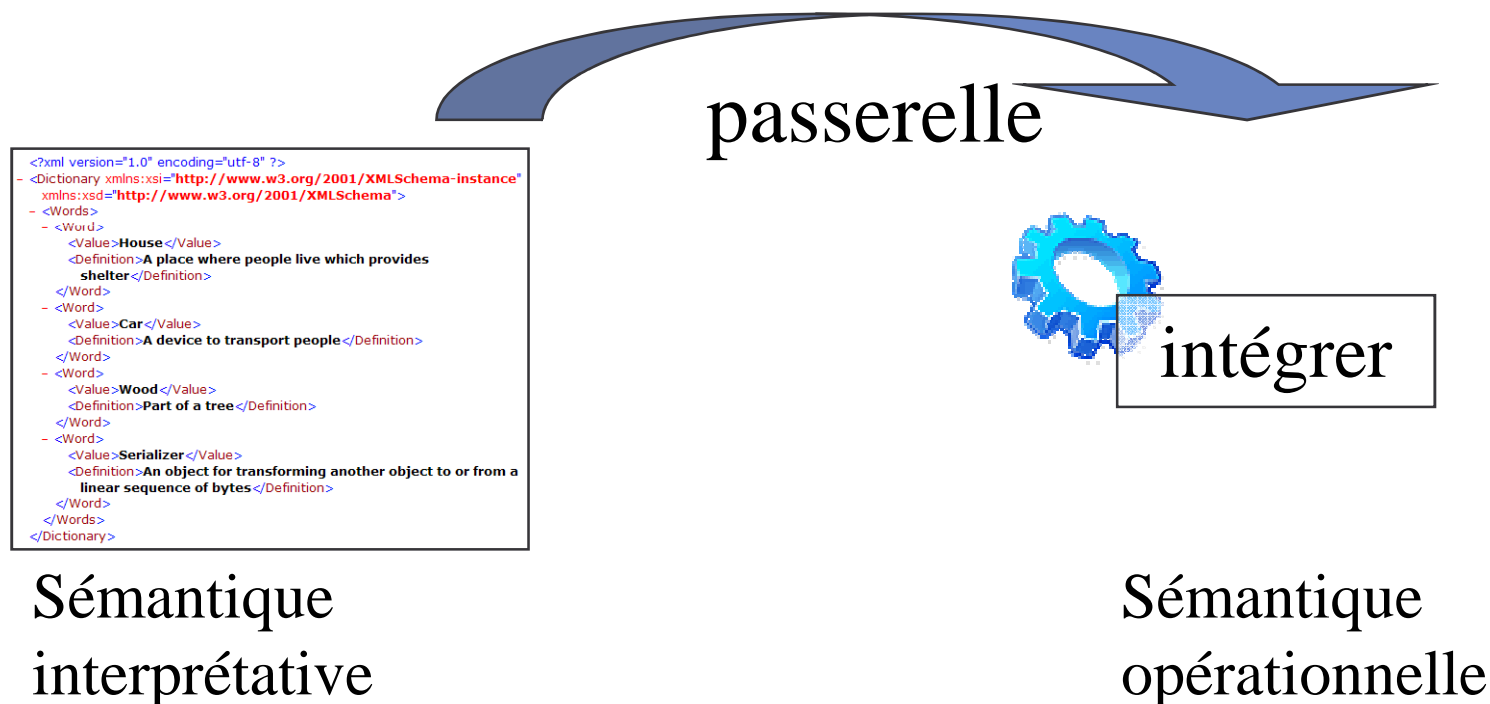 passerelle
<?xml version="1.0" encoding="utf-8" ?>
- <Dictionary xmlns:xsi="http://www.w3.org/2001/XMLSchema-instance"
xmlns:xsd="http://www.w3.org/2001/XMLSchema">
- <Words>
- <Word>
<Value>House</Value>
<Definition>A place where people live which provides
shelter</Definition>
</Word>
- <Word>
<Value>Car</Value>
<Definition>A device to transport people</Definition>
</Word>
- <Word>
<Value>Wood</Value>
<Definition>Part of a tree</Definition>
</Word>
- <Word>
<Value>Serializer</Value>
<Definition>An object for transforming another object to or from a
linear sequence of bytes</Definition>
</Word>
</Words>
</Dictionary>
intégrer
Sémantique
interprétative
Sémantique
opérationnelle